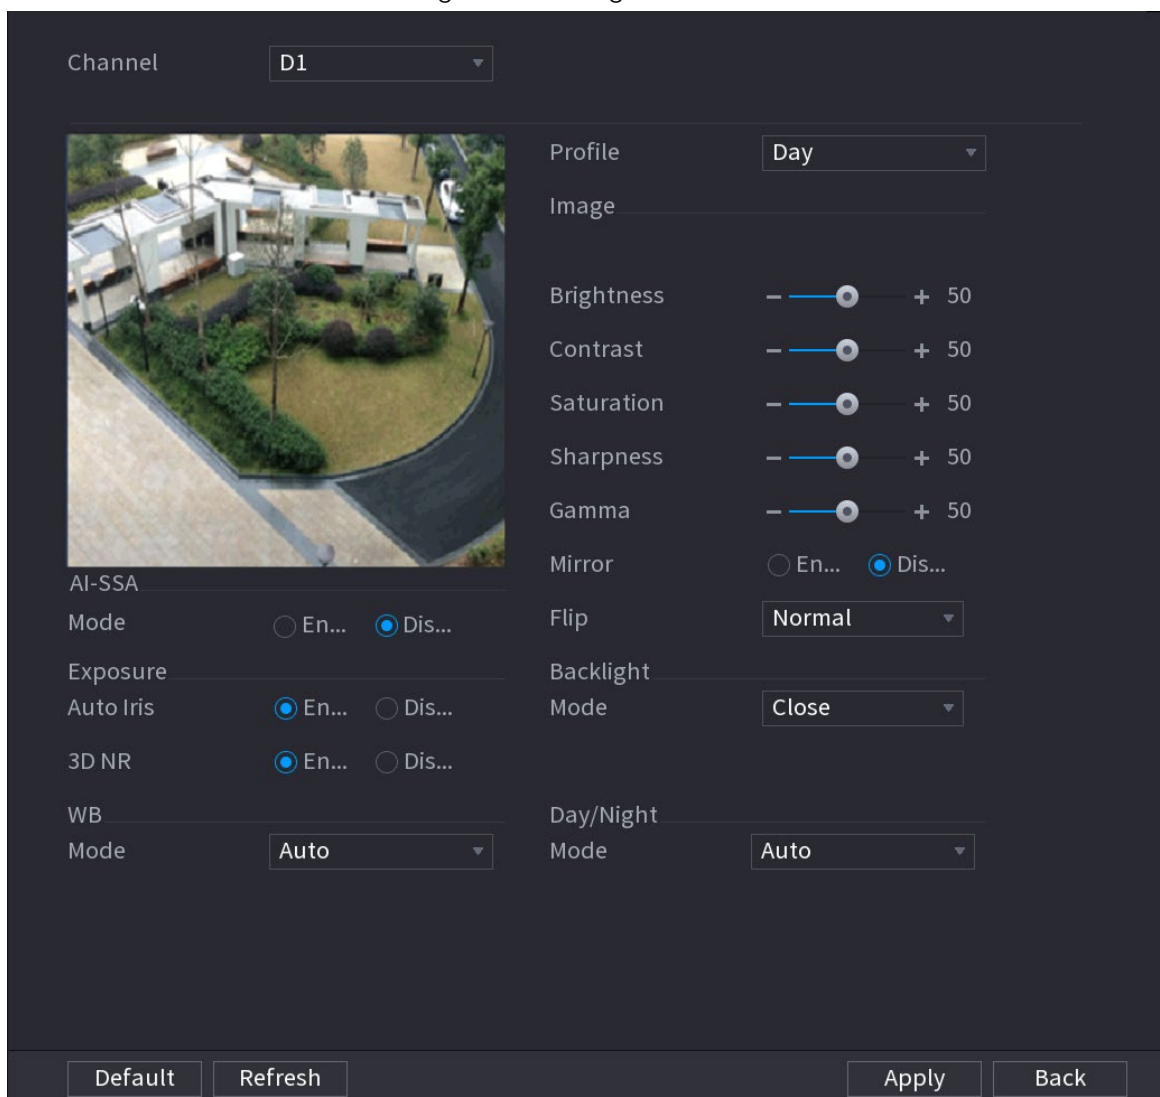 Channel D1
Profile Day
Image
Brightness - + 50
Contrast - + 50
Saturation - + 50
Sharpness - + 50
Gamma - + 50
Mirror En... Dis...
Flip Normal
Backlight
Mode Close
Day/Night
Mode Auto
AI-SSA
Mode En... Dis...
Exposure
Auto Iris En... Dis...
3D NR En... Dis...
WB
Mode Auto
Default Refresh Apply Back